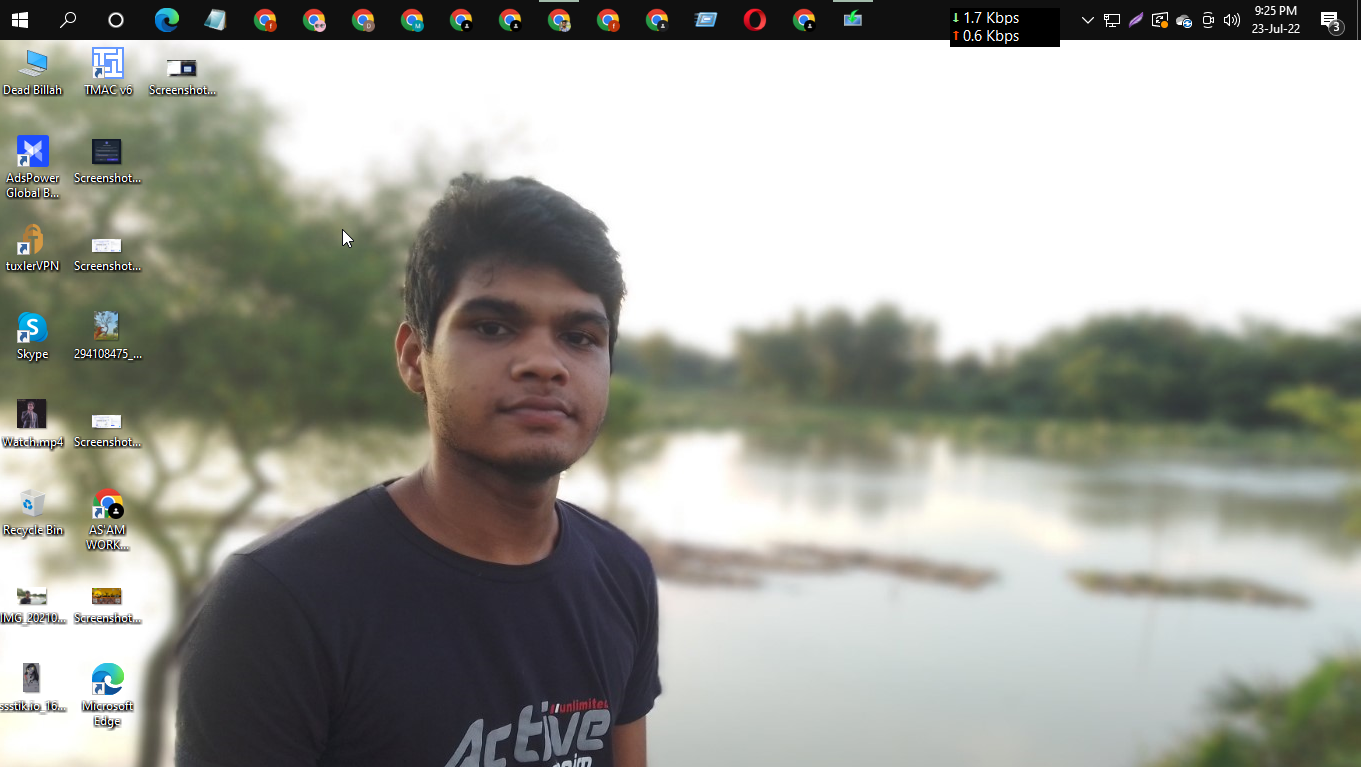 1.7 Kbps
0.6 Kbps
9:25 PM
23-Jul-22
3
Dead Billah
TMAC v6
Screenshot...
AdsPower
Global B...
Screenshot...
tuxlerVPN
Screenshot...
Skype
294108475_...
Watch.mp4
Screenshot...
Recycle Bin
AS AM
WORK...
IMG_20210...
Screenshot...
ssstik.io_16...
Microsoft
Edge
unlimited
Active